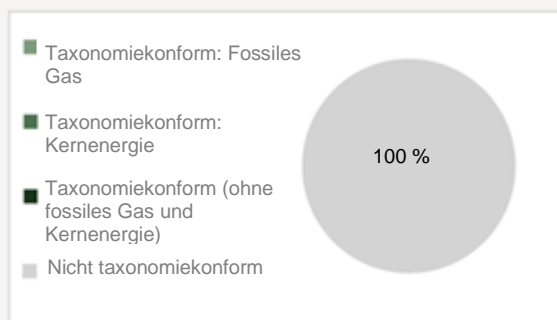 Taxonomiekonform: Fossiles
Gas
Taxonomiekonform:
Kernenergie
Taxonomiekonform (ohne
fossiles Gas und
Kernenergie)
Nicht taxonomiekonform
100 %